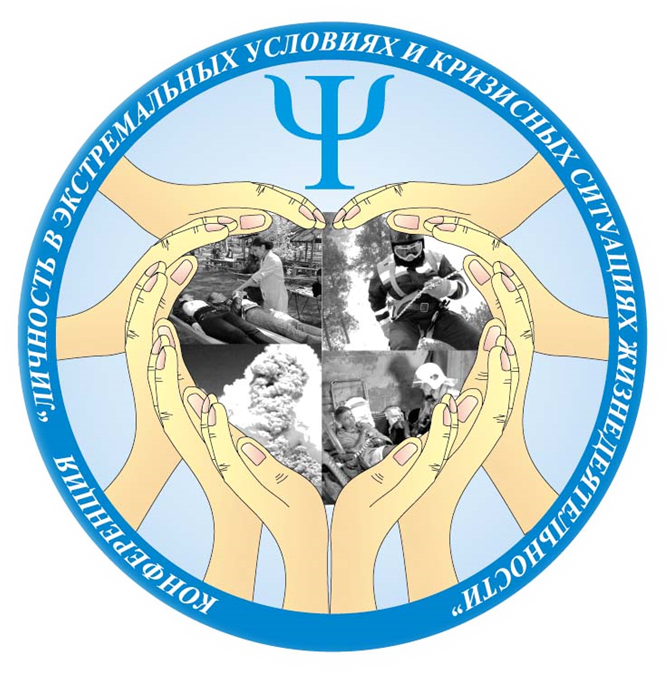 КОНФЕРЕНЦИЯ
"ЛИЧНОСТЬ В ЭКСТРЕМАЛЬНЫХ УСЛОВИЯХ И КРИЗИСНЫХ СИТУАЦИЯХ ЖИЗНЕДЕЯТЕЛЬНОСТИ"
Ψ